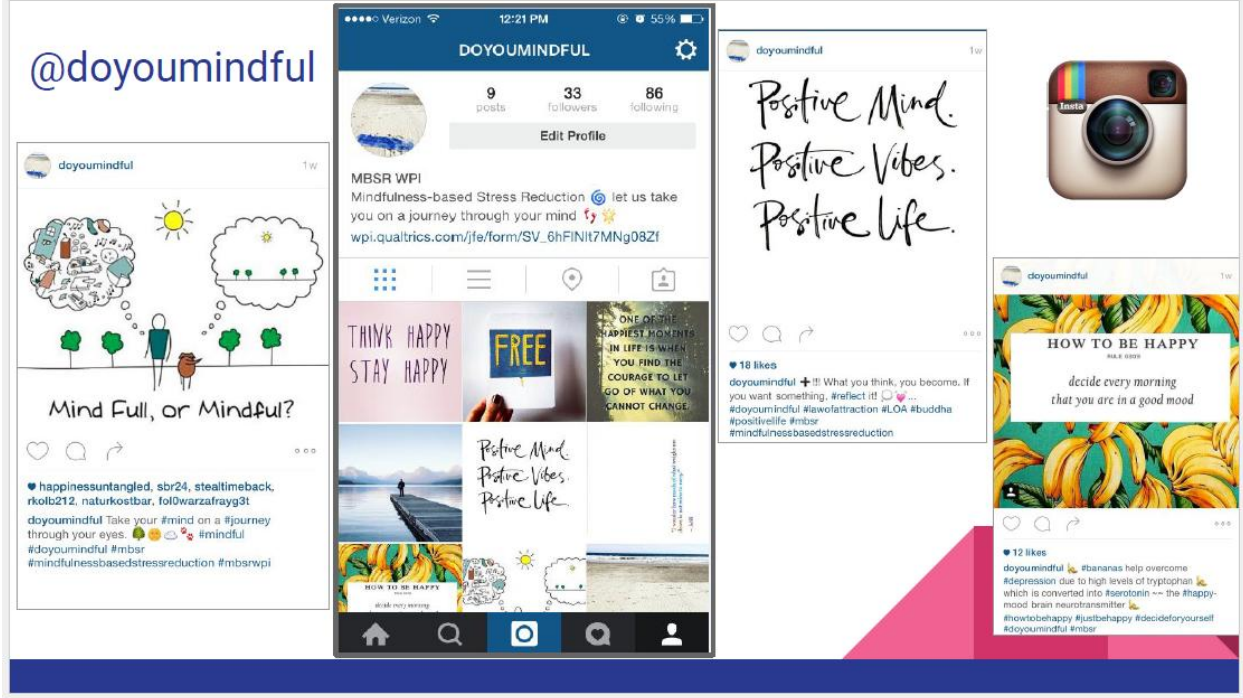 @doyoumindful
doyoumindful 1w
Mind Full, or Mindful?
happinessuntangled, sbr24, stealtimeback,
rkolb212, naturkostbar, fol0warzafrayg3t
doyoumindful Take your #mind on a #journey
through your eyes. 🌳🌞☁️🐾 #mindful
#doyoumindful #mbsr
#mindfulnessbasedstressreduction #mbsrwpi
Verizon 12:21 PM 55%
DOYOUMINDFUL
9 33 86
posts followers following
Edit Profile
MBSR WPI
Mindfulness-based Stress Reduction 🌀 let us take
you on a journey through your mind 👣 🌟
wpi.qualtrics.com/jfe/form/SV_6hFINIt7MNg08Zf
THINK HAPPY
STAY HAPPY
FREE
ONE OF THE
HAPPIEST MOMENTS
IN LIFE IS WHEN
YOU FIND THE
COURAGE TO LET
GO OF WHAT YOU
CANNOT CHANGE
Positive Mind.
Positive Vibes.
Positive Life.
HOW TO BE HAPPY
decide every morning
doyoumindful 1w
Positive Mind.
Positive Vibes.
Positive Life.
18 likes
doyoumindful ➕ !!! What you think, you become. If
you want something, #reflect it! 💭💓...
#doyoumindful #lawofattraction #LOA #buddha
#positivelife #mbsr
#mindfulnessbasedstressreduction
Insta
doyoumindful 1w
HOW TO BE HAPPY
decide every morning
that you are in a good mood
12 likes
doyoumindful 🍌 #bananas help overcome
#depression due to high levels of tryptophan 🍌
which is converted into #serotonin ~~ the #happy-
mood brain neurotransmitter 🍌
#howtobehappy #justbehappy #decideforyourself
#doyoumindful #mbsr